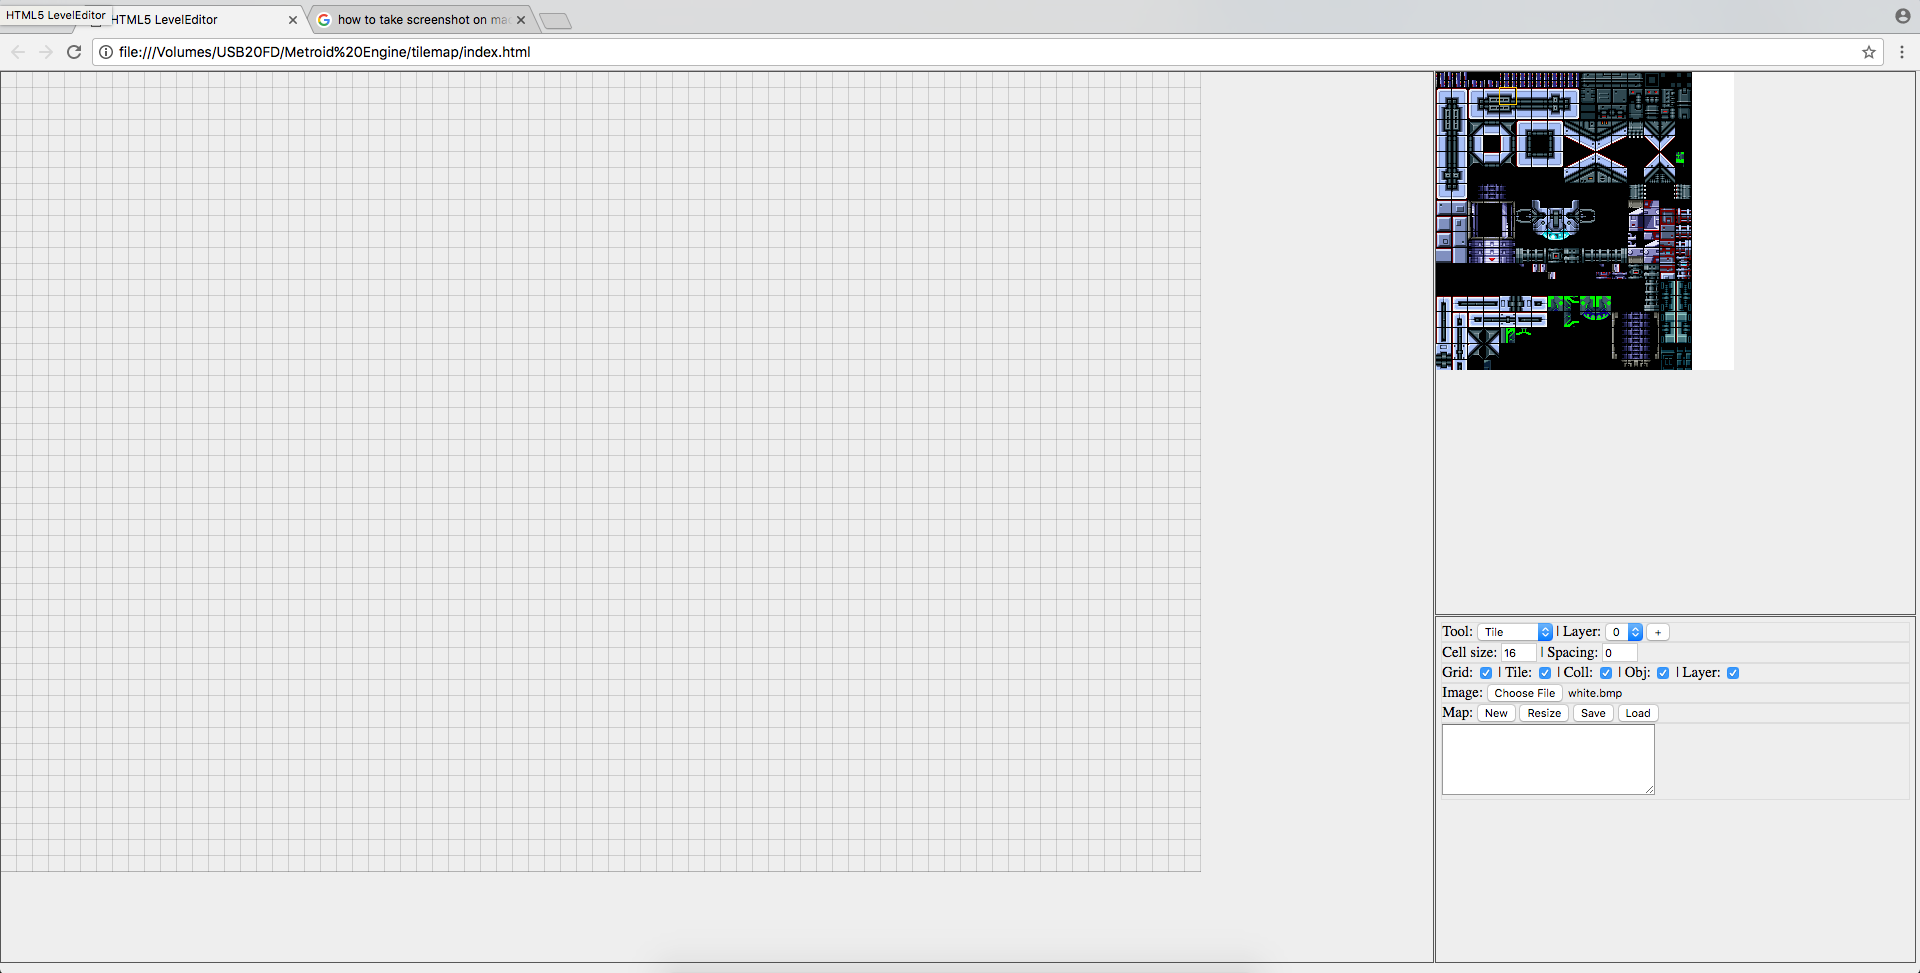 HTML5 LevelEditor
HTML5 LevelEditor
how to take screenshot on mac
file:///Volumes/USB20FD/Metroid%20Engine/tilemap/index.html
Tool: Tile | Layer: 0 +
Cell size: 16 | Spacing: 0
Grid: | Tile: | Coll: | Obj: | Layer:
Image: Choose File white.bmp
Map: New Resize Save Load